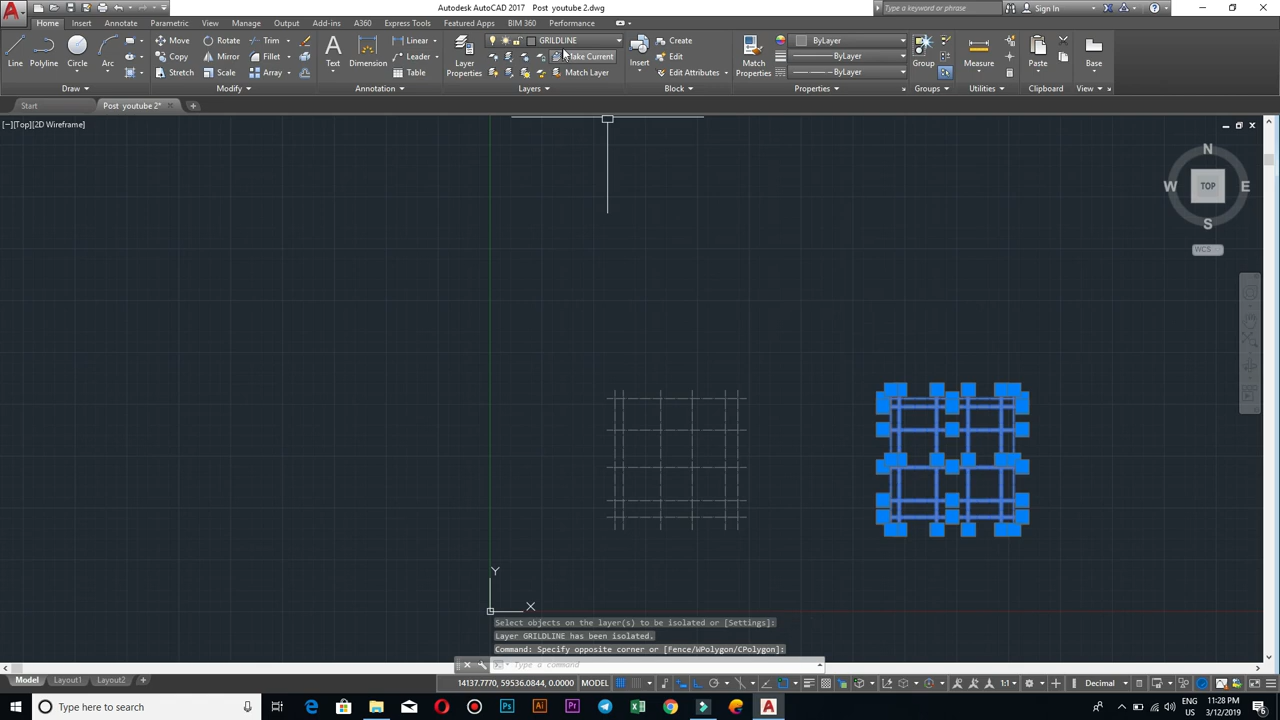 Autodesk AutoCAD 2017 Post youtube 2.dwg
Type a keyword or phrase
Sign In
Home Insert Annotate Parametric View Manage Output Add-ins A360 Express Tools Featured Apps BIM 360 Performance
Line Polyline Circle Arc
Move Rotate Trim
Copy Mirror Fillet
Stretch Scale Array
Text Dimension
Linear
Leader
Table
Layer Properties
GRILDLINE
Make Current
Match Layer
Insert
Create
Edit
Edit Attributes
Match Properties
ByLayer
ByLayer
ByLayer
Group Measure Paste Base
Draw Modify Annotation Layers Block Properties Groups Utilities Clipboard View
Start Post youtube 2*
[−][Top][2D Wireframe]
N
W TOP E
S
WCS
Y
X
Select objects on the layer(s) to be isolated or [Settings]:
Layer GRILDLINE has been isolated.
Command: Specify opposite corner or [Fence/WPolygon/CPolygon]:
Type a command
Model Layout1 Layout2
14137.7770, 59536.0844, 0.0000 MODEL 1:1 Decimal
Type here to search
11:28 PM
3/12/2019